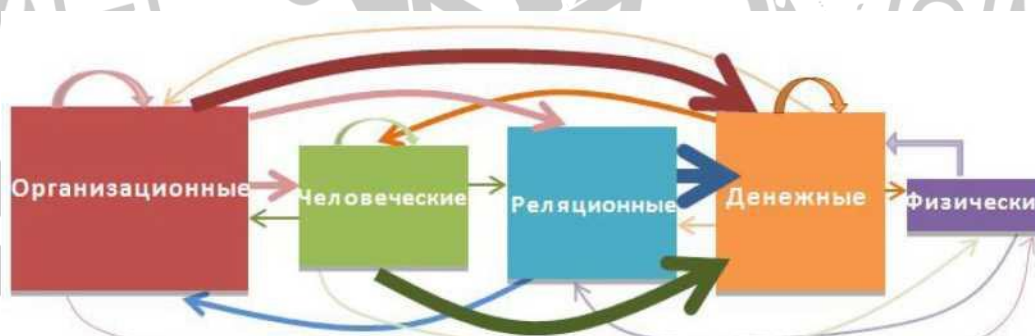 Организационные
Человеческие
Реляционные
Денежные
Физически